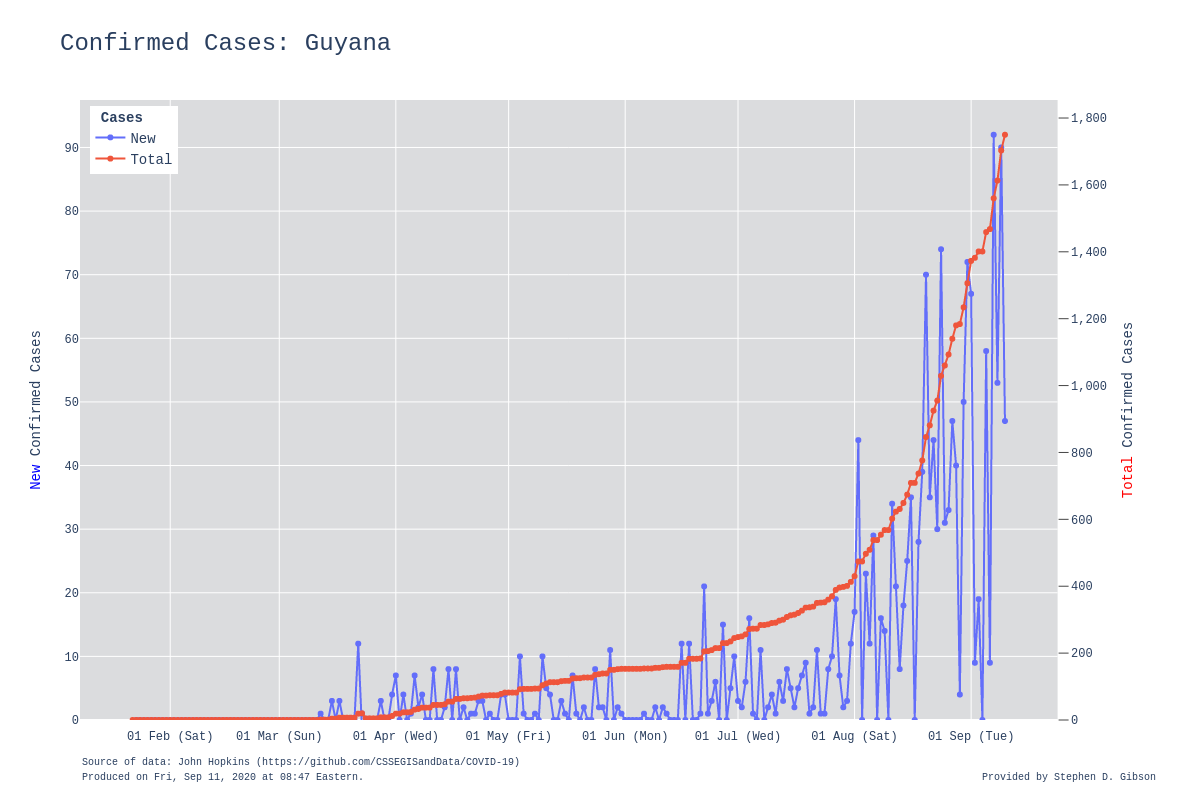 Confirmed Cases: Guyana
Cases
New
Total
90
80
70
60
50
40
30
20
10
0
New Confirmed Cases
1,800
1,600
1,400
1,200
1,000
800
600
400
200
0
Total Confirmed Cases
01 Feb (Sat) 01 Mar (Sun) 01 Apr (Wed) 01 May (Fri) 01 Jun (Mon) 01 Jul (Wed) 01 Aug (Sat) 01 Sep (Tue)
Source of data: John Hopkins (https://github.com/CSSEGISandData/COVID-19)
Produced on Fri, Sep 11, 2020 at 08:47 Eastern.
Provided by Stephen D. Gibson